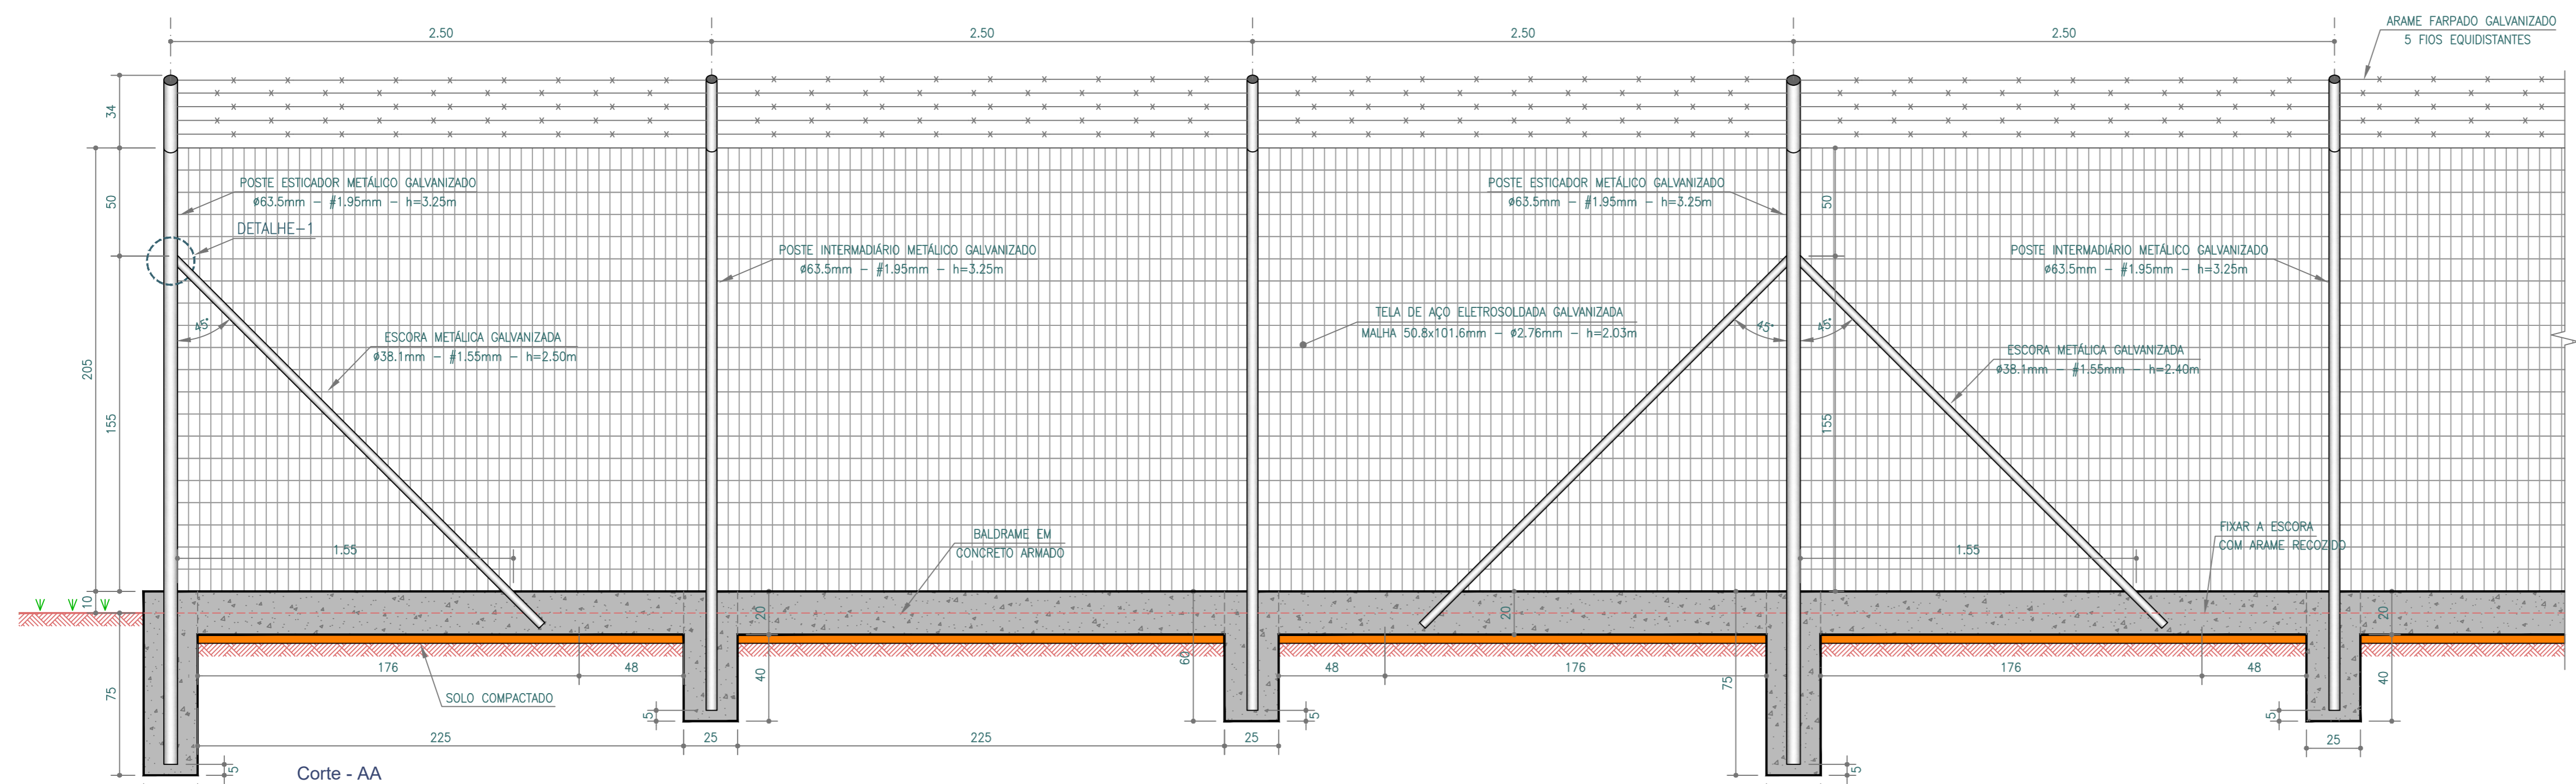 2.50
2.50
2.50
2.50
ARAME FARPADO GALVANIZADO
5 FIOS EQUIDISTANTES
34
50
205
155
10
75
POSTE ESTICADOR METÁLICO GALVANIZADO
ø63.5mm – #1.95mm – h=3.25m
DETALHE-1
45°
ESCORA METÁLICA GALVANIZADA
ø38.1mm – #1.55mm – h=2.50m
1.55
POSTE INTERMADIÁRIO METÁLICO GALVANIZADO
ø63.5mm – #1.95mm – h=3.25m
BALDRAME EM
CONCRETO ARMADO
TELA DE AÇO ELETROSOLDADA GALVANIZADA
MALHA 50.8x101.6mm – ø2.76mm – h=2.03m
POSTE ESTICADOR METÁLICO GALVANIZADO
ø63.5mm – #1.95mm – h=3.25m
50
155
45°
45°
POSTE INTERMADIÁRIO METÁLICO GALVANIZADO
ø63.5mm – #1.95mm – h=3.25m
ESCORA METÁLICA GALVANIZADA
ø38.1mm – #1.55mm – h=2.40m
1.55
FIXAR A ESCORA
COM ARAME RECOZIDO
20
40
60
20
75
20
40
176
48
48
176
176
48
SOLO COMPACTADO
5
5
5
5
5
225
25
225
25
25
Corte - AA